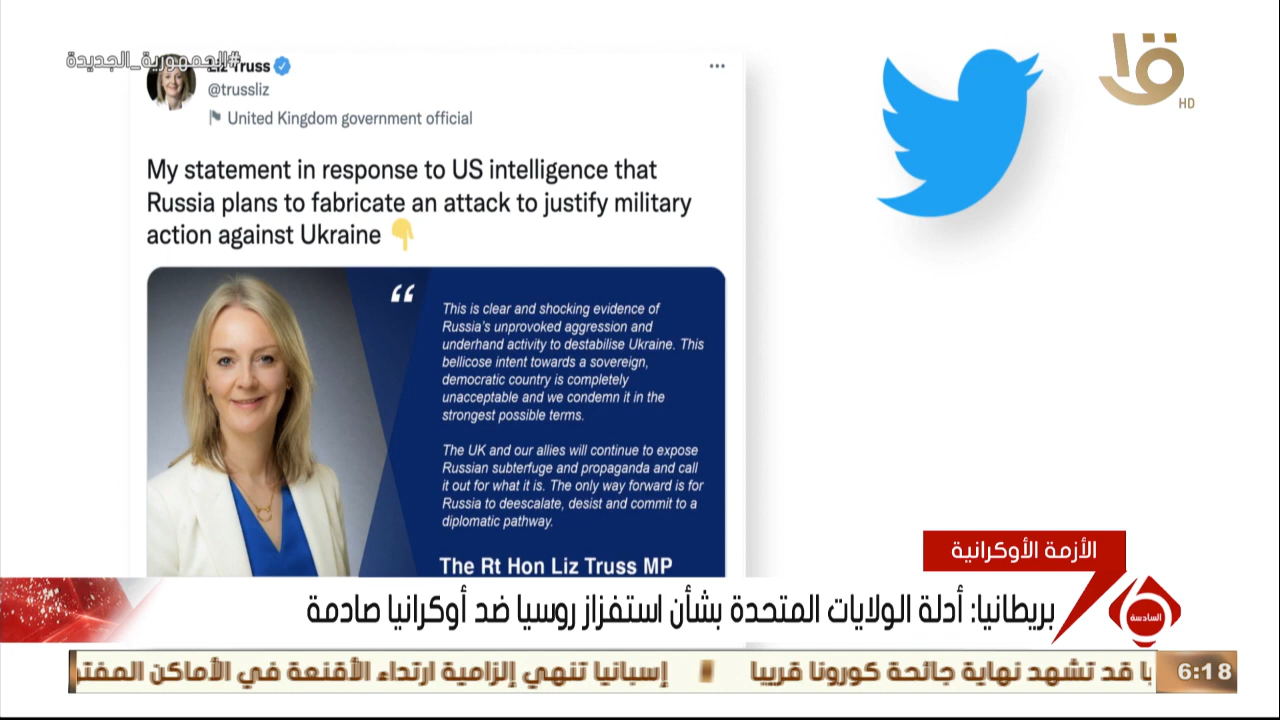 #الجمهورية_الجديدة
Liz Truss
@trussliz
United Kingdom government official
My statement in response to US intelligence that
Russia plans to fabricate an attack to justify military
action against Ukraine 👇
“
This is clear and shocking evidence of
Russia's unprovoked aggression and
underhand activity to destabilise Ukraine. This
bellicose intent towards a sovereign,
democratic country is completely
unacceptable and we condemn it in the
strongest possible terms.
The UK and our allies will continue to expose
Russian subterfuge and propaganda and call
it out for what it is. The only way forward is for
Russia to deescalate, desist and commit to a
diplomatic pathway.
The Rt Hon Liz Truss MP
HD
الأزمة الأوكرانية
بريطانيا: أدلة الولايات المتحدة بشأن استفزاز روسيا ضد أوكرانيا صادمة
السادسة
6:18
قد تشهد نهاية جائحة كورونا قريبا
إسبانيا تنهي إلزامية ارتداء الأقنعة في الأماكن